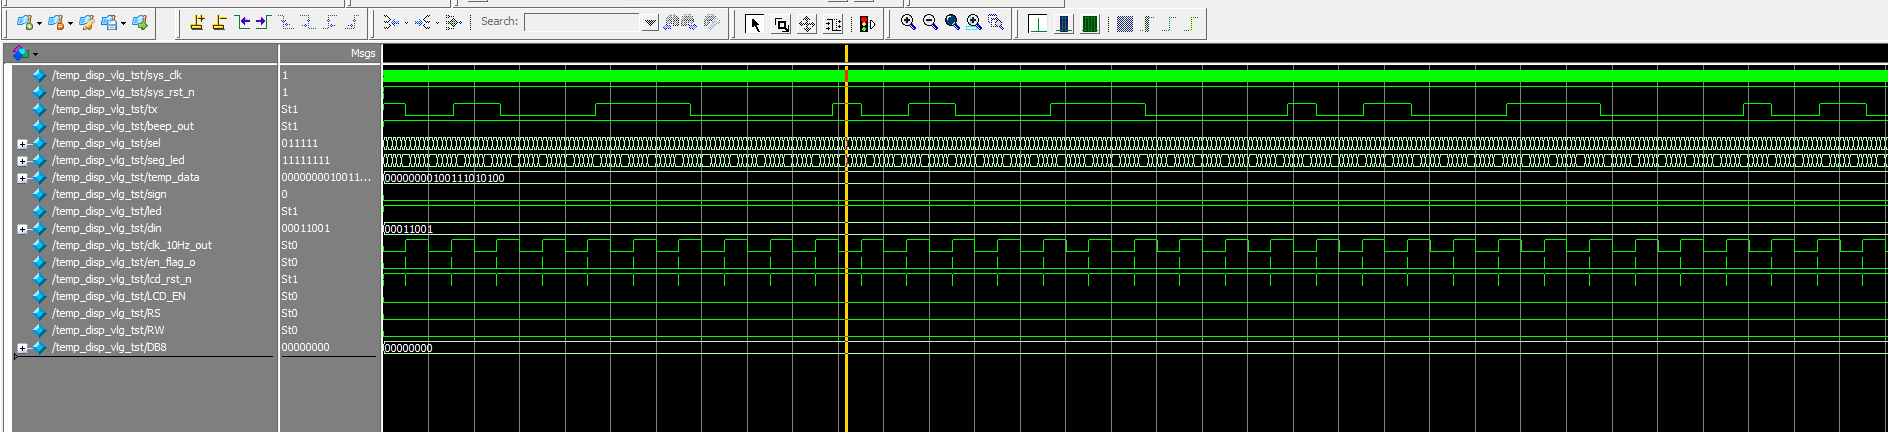 Search:
Msgs
/temp_disp_vlg_tst/sys_clk 1
/temp_disp_vlg_tst/sys_rst_n 1
/temp_disp_vlg_tst/tx St1
/temp_disp_vlg_tst/beep_out St1
/temp_disp_vlg_tst/sel 011111
/temp_disp_vlg_tst/seg_led 11111111
/temp_disp_vlg_tst/temp_data 0000000010011... 00000000100111010100
/temp_disp_vlg_tst/sign 0
/temp_disp_vlg_tst/led St1
/temp_disp_vlg_tst/din 00011001 00011001
/temp_disp_vlg_tst/clk_10Hz_out St0
/temp_disp_vlg_tst/en_flag_o St0
/temp_disp_vlg_tst/lcd_rst_n St1
/temp_disp_vlg_tst/LCD_EN St0
/temp_disp_vlg_tst/RS St0
/temp_disp_vlg_tst/RW St0
/temp_disp_vlg_tst/DB8 00000000 00000000